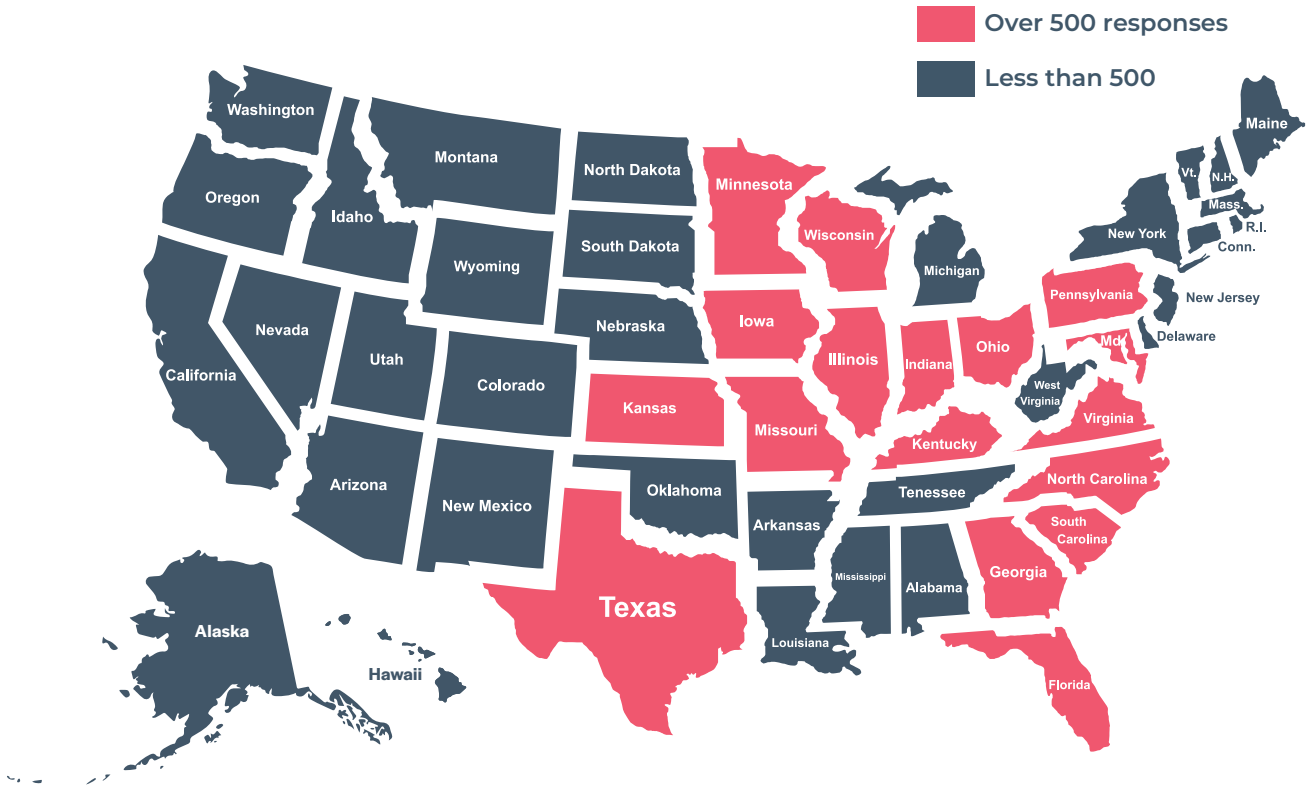 Over 500 responses
Less than 500
Washington
Oregon
Idaho
Montana
North Dakota
Minnesota
Wisconsin
South Dakota
Wyoming
Michigan
Maine
Vt.
N.H.
Mass.
R.I.
Conn.
New York
Pennsylvania
New Jersey
Delaware
Md.
Nebraska
Iowa
Illinois
Indiana
Ohio
Nevada
Utah
California
Colorado
Kansas
Missouri
Kentucky
West
Virginia
Virginia
Arizona
New Mexico
Oklahoma
Arkansas
Tenessee
North Carolina
South
Carolina
Texas
Louisiana
Mississippi
Alabama
Georgia
Florida
Alaska
Hawaii